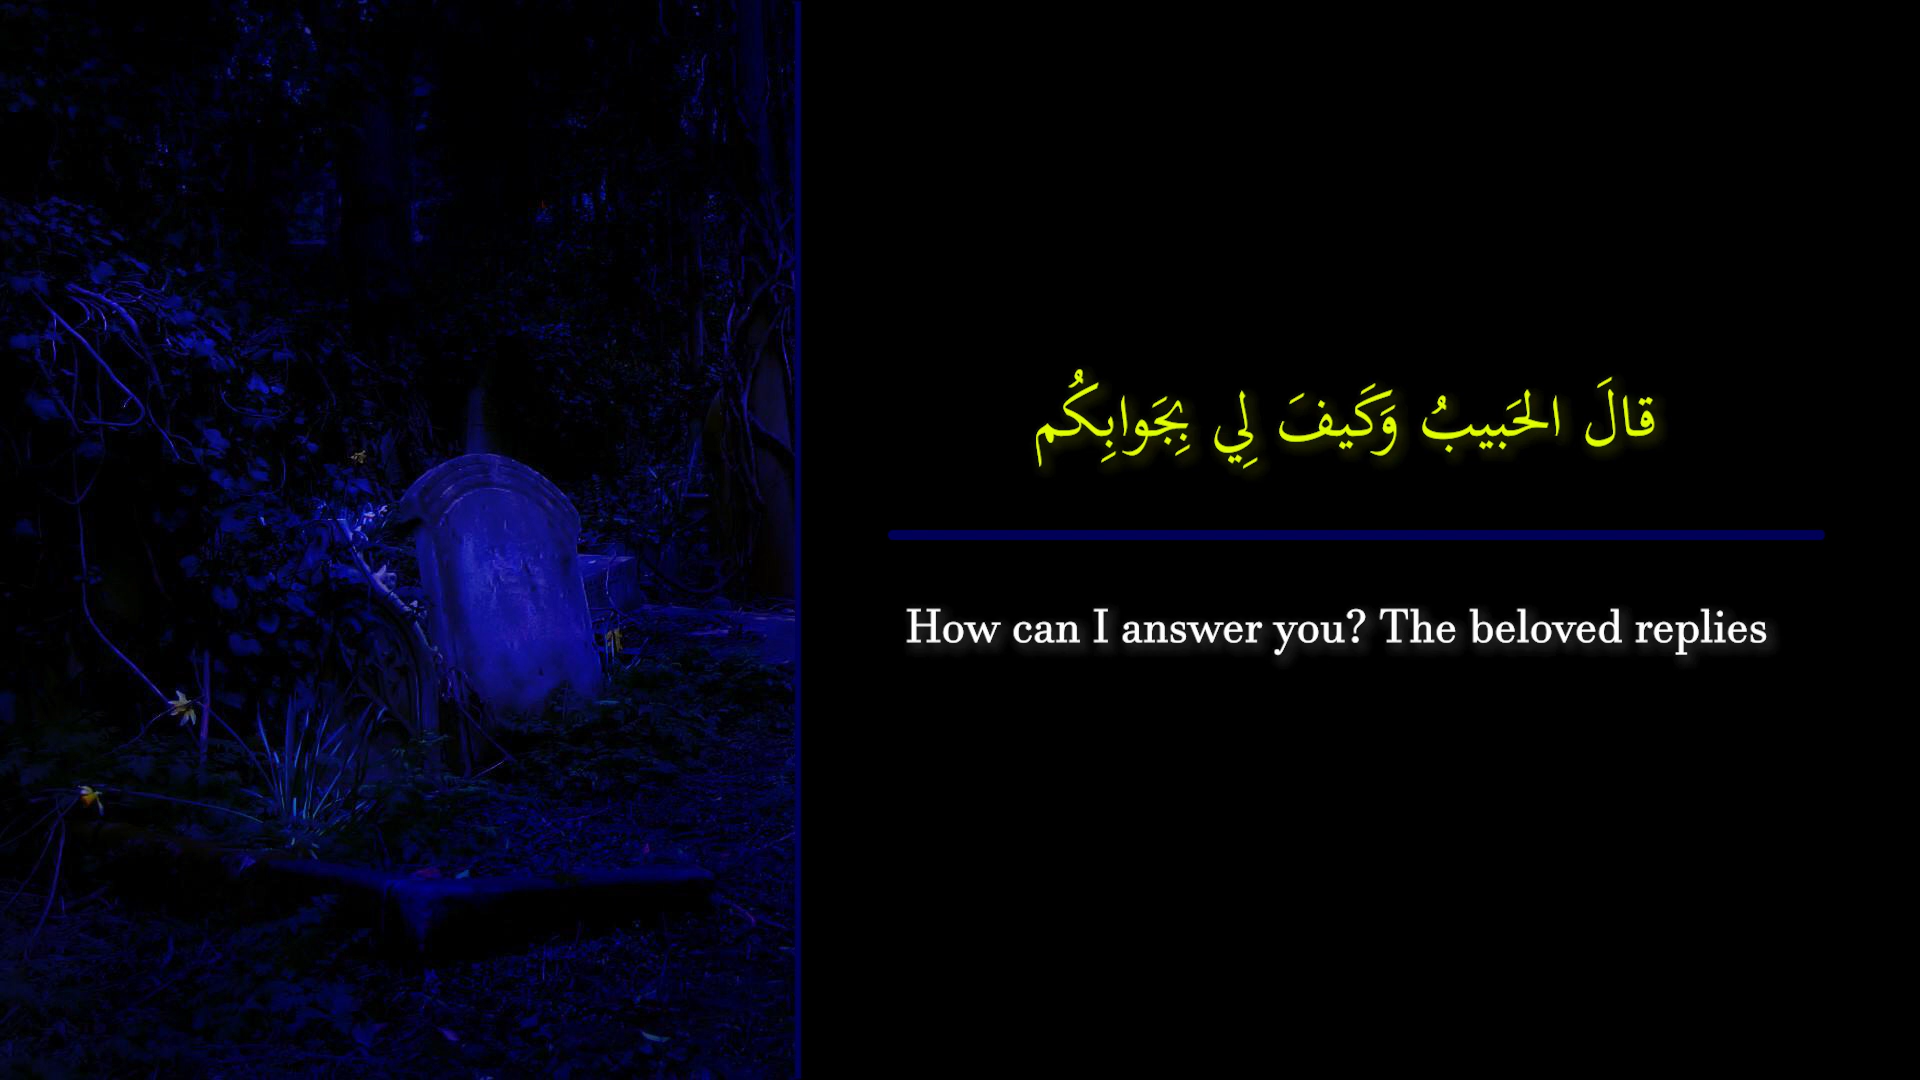 قالَ الحَبيبُ وَكَيفَ لِي بِجَوابِكُم
How can I answer you? The beloved replies